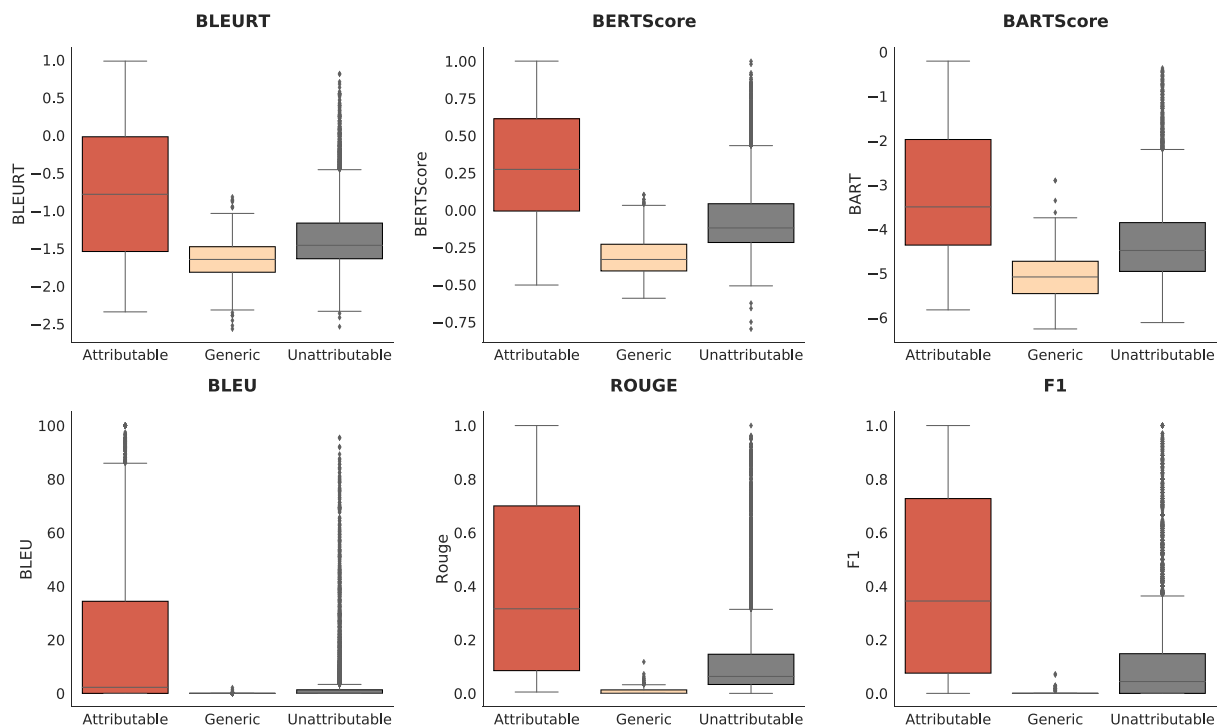 BLEURT
BLEURT
1.0
0.5
0.0
−0.5
−1.0
−1.5
−2.0
−2.5
Attributable Generic Unattributable
BERTScore
BERTScore
1.00
0.75
0.50
0.25
0.00
−0.25
−0.50
−0.75
Attributable Generic Unattributable
BARTScore
BART
0
−1
−2
−3
−4
−5
−6
Attributable Generic Unattributable
BLEU
BLEU
100
80
60
40
20
0
Attributable Generic Unattributable
ROUGE
Rouge
1.0
0.8
0.6
0.4
0.2
0.0
Attributable Generic Unattributable
F1
F1
1.0
0.8
0.6
0.4
0.2
0.0
Attributable Generic Unattributable